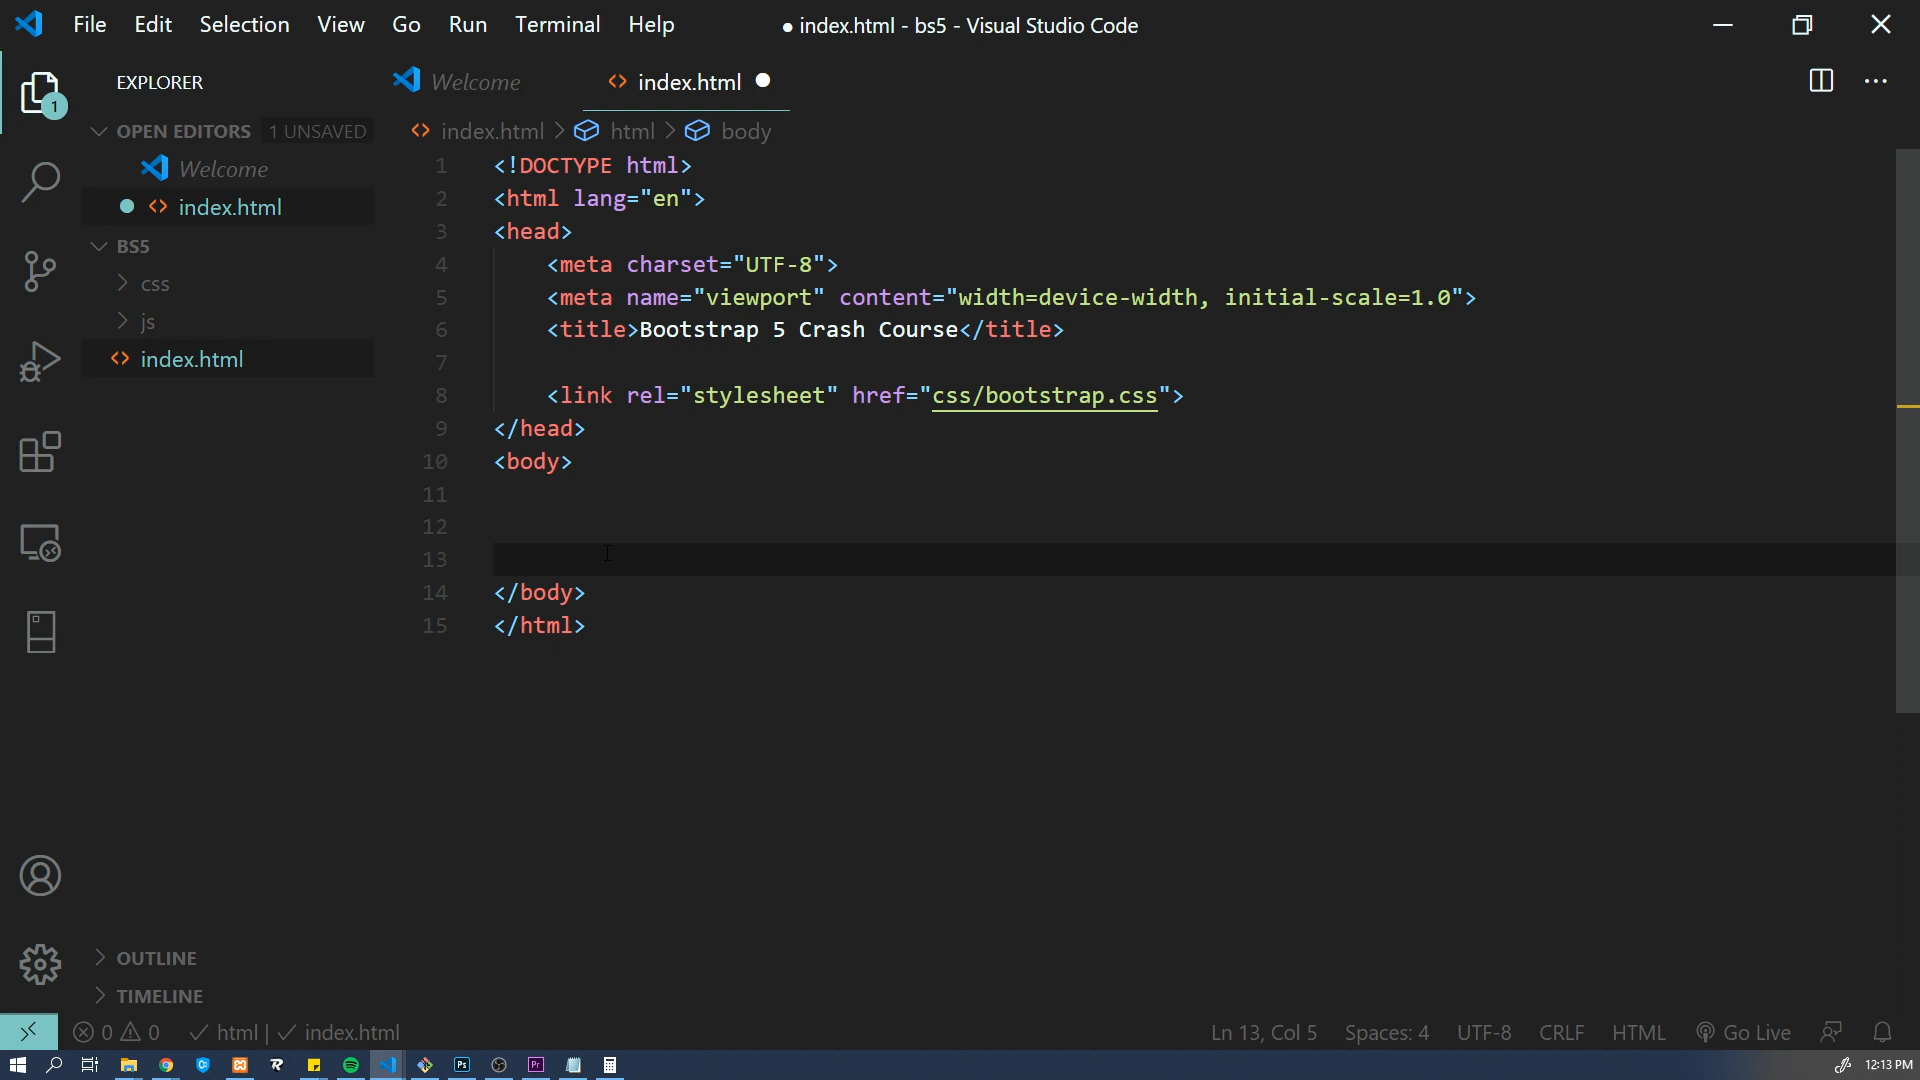 File Edit Selection View Go Run Terminal Help
● index.html - bs5 - Visual Studio Code
EXPLORER
1
OPEN EDITORS 1 UNSAVED
Welcome
index.html
BS5
css
js
index.html
OUTLINE
TIMELINE
Welcome index.html
index.html > html > body
1 <!DOCTYPE html>
2 <html lang="en">
3 <head>
4 <meta charset="UTF-8">
5 <meta name="viewport" content="width=device-width, initial-scale=1.0">
6 <title>Bootstrap 5 Crash Course</title>
7
8 <link rel="stylesheet" href="css/bootstrap.css">
9 </head>
10 <body>
11
12
13
14 </body>
15 </html>
0 0 html | index.html
Ln 13, Col 5 Spaces: 4 UTF-8 CRLF HTML Go Live
Ps Pr 12:13 PM